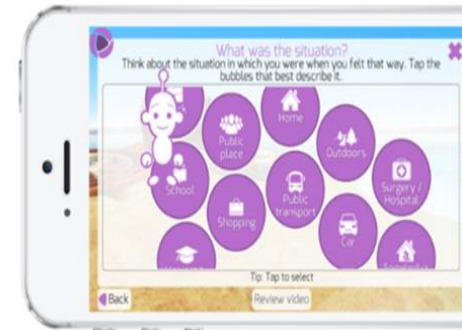 What was the situation?
Think about the situation in which you were when you felt that way. Tap the
bubbles that best describe it.
Home
Public
place
Outdoors
School
Surgery /
Hospital
Public
transport
Shopping
Car
Tip: Tap to select
Back
Review video